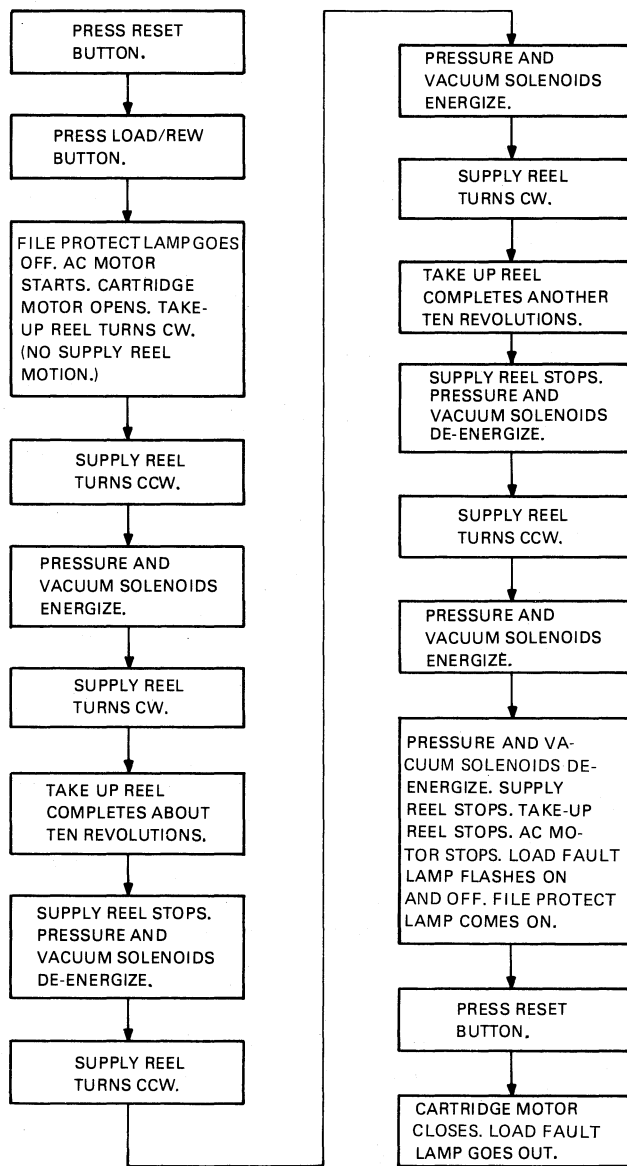 PRESS RESET
BUTTON.
PRESS LOAD/REW
BUTTON.
FILE PROTECT LAMP GOES
OFF. AC MOTOR
STARTS. CARTRIDGE
MOTOR OPENS. TAKE-
UP REEL TURNS CW.
(NO SUPPLY REEL
MOTION.)
SUPPLY REEL
TURNS CCW.
PRESSURE AND
VACUUM SOLENOIDS
ENERGIZE.
SUPPLY REEL
TURNS CW.
TAKE UP REEL
COMPLETES ABOUT
TEN REVOLUTIONS.
SUPPLY REEL STOPS.
PRESSURE AND
VACUUM SOLENOIDS
DE-ENERGIZE.
SUPPLY REEL
TURNS CCW.
PRESSURE AND
VACUUM SOLENOIDS
ENERGIZE.
SUPPLY REEL
TURNS CW.
TAKE UP REEL
COMPLETES ANOTHER
TEN REVOLUTIONS.
SUPPLY REEL STOPS.
PRESSURE AND
VACUUM SOLENOIDS
DE-ENERGIZE.
SUPPLY REEL
TURNS CCW.
PRESSURE AND
VACUUM SOLENOIDS
ENERGIZE.
PRESSURE AND VA-
CUUM SOLENOIDS DE-
ENERGIZE. SUPPLY
REEL STOPS. TAKE-UP
REEL STOPS. AC MO-
TOR STOPS. LOAD FAULT
LAMP FLASHES ON
AND OFF. FILE PROTECT
LAMP COMES ON.
PRESS RESET
BUTTON.
CARTRIDGE MOTOR
CLOSES. LOAD FAULT
LAMP GOES OUT.